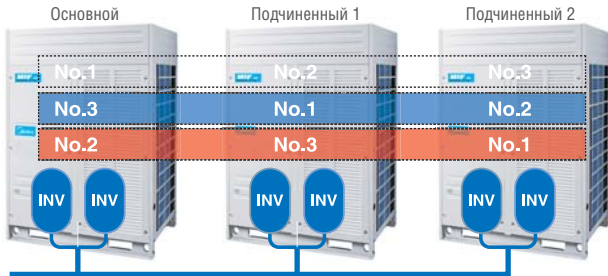 Основной Подчиненный 1 Подчиненный 2
No.1 No.2 No.3
No.3 No.1 No.2
Midea
No.2 No.3 No.1
INV INV INV INV INV INV